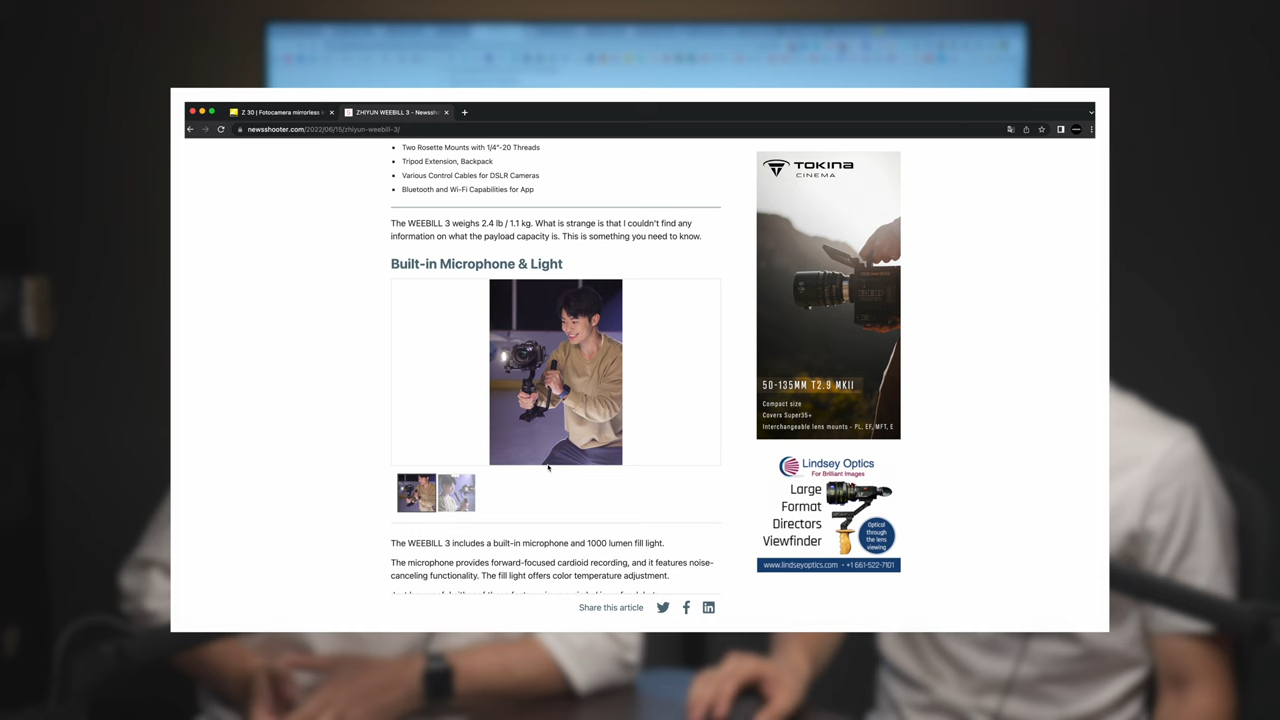 Z 30 | Fotocamera mirrorless
ZHIYUN WEEBILL 3 - Newssh
newsshooter.com/2022/06/15/zhiyun-weebill-3/
Two Rosette Mounts with 1/4"-20 Threads
Tripod Extension, Backpack
Various Control Cables for DSLR Cameras
Bluetooth and Wi-Fi Capabilities for App
The WEEBILL 3 weighs 2.4 lb / 1.1 kg. What is strange is that I couldn't find any
information on what the payload capacity is. This is something you need to know.
Built-in Microphone & Light
The WEEBILL 3 includes a built-in microphone and 1000 lumen fill light.
The microphone provides forward-focused cardioid recording, and it features noise-
canceling functionality. The fill light offers color temperature adjustment.
Share this article
TOKINA
CINEMA
50-135MM T2.9 MKII
Compact size
Covers Super35+
Interchangeable lens mounts - PL, EF, MFT, E
Lindsey Optics
For Brilliant Images
Large
Format
Directors
Viewfinder
Optical
through
the lens
viewing
www.lindseyoptics.com • +1 661-522-7101